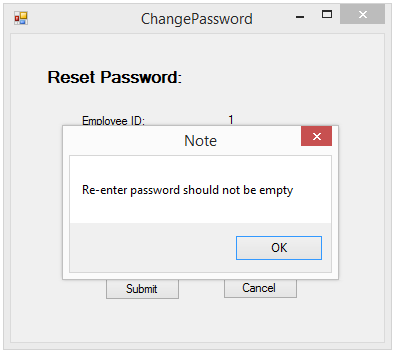 ChangePassword
Reset Password:
Employee ID: 1
Note
Re-enter password should not be empty
OK
Submit Cancel